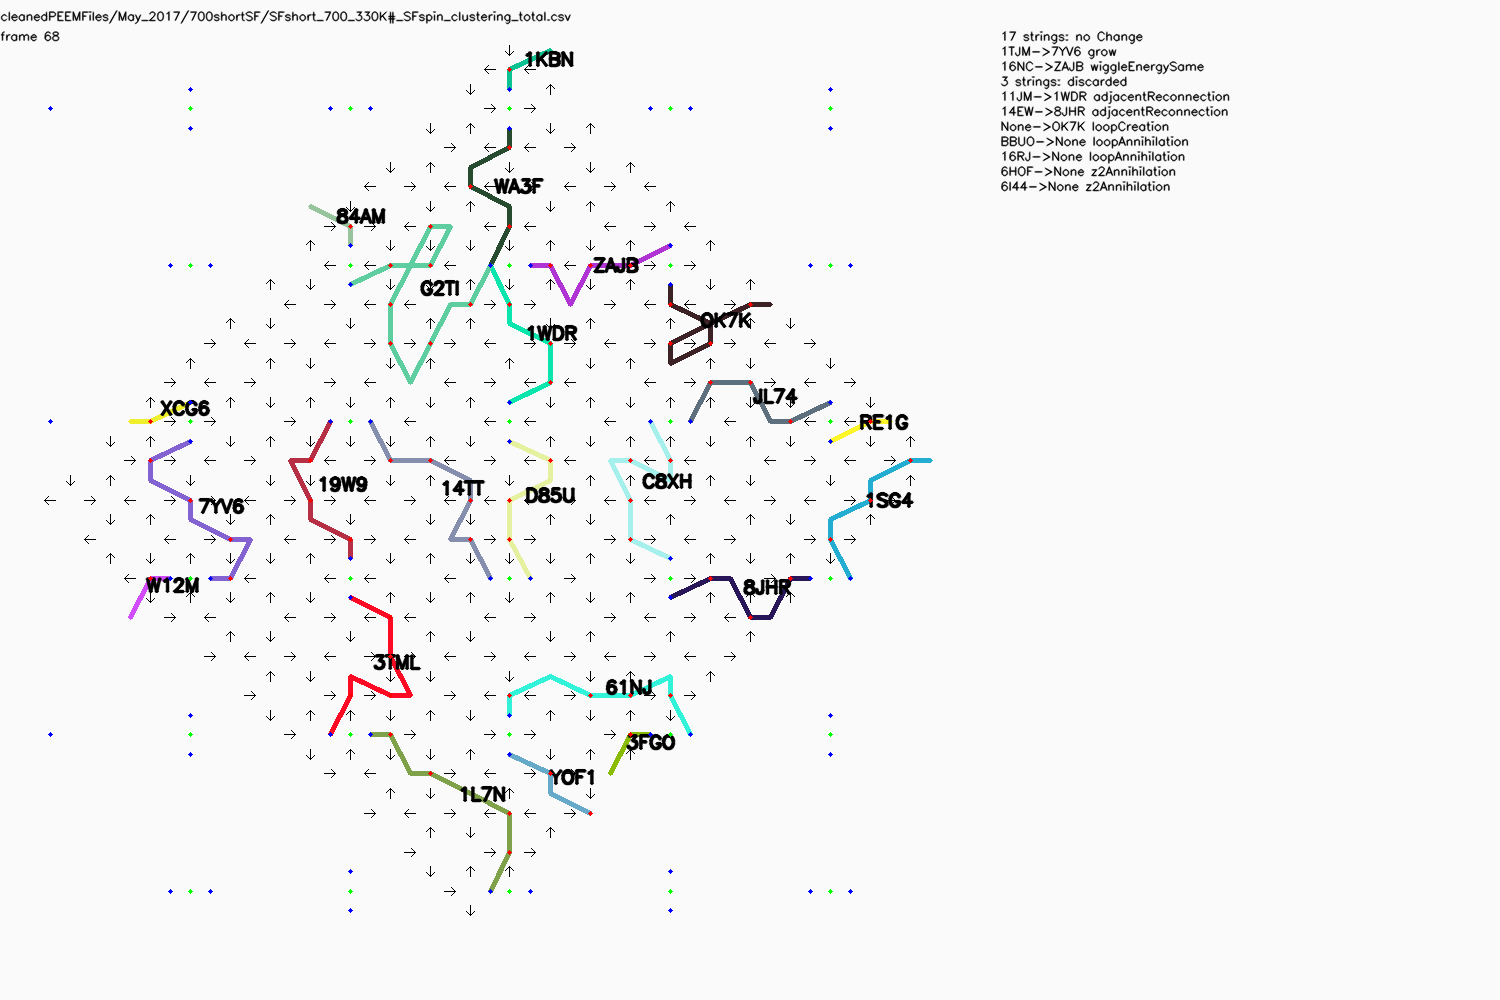 cleanedPEEMFiles/May_2017/700shortSF/SFshort_700_330K#_SFspin_clustering_total.csv
frame 68
17 strings: no Change
1TJM->7YV6 grow
16NC->ZAJB wiggleEnergySame
3 strings: discarded
11JM->1WDR adjacentReconnection
14EW->8JHR adjacentReconnection
None->OK7K loopCreation
BBUO->None loopAnnihilation
16RJ->None loopAnnihilation
6HOF->None z2Annihilation
6I44->None z2Annihilation
1KBN
WA3F
84AM
ZAJB
G2TI
OK7K
1WDR
JL74
XCG6
RE1G
C8XH
19W9
14TT
D85U
1SG4
7YV6
W12M
8JHR
3TML
61NJ
3FGO
YOF1
1L7N